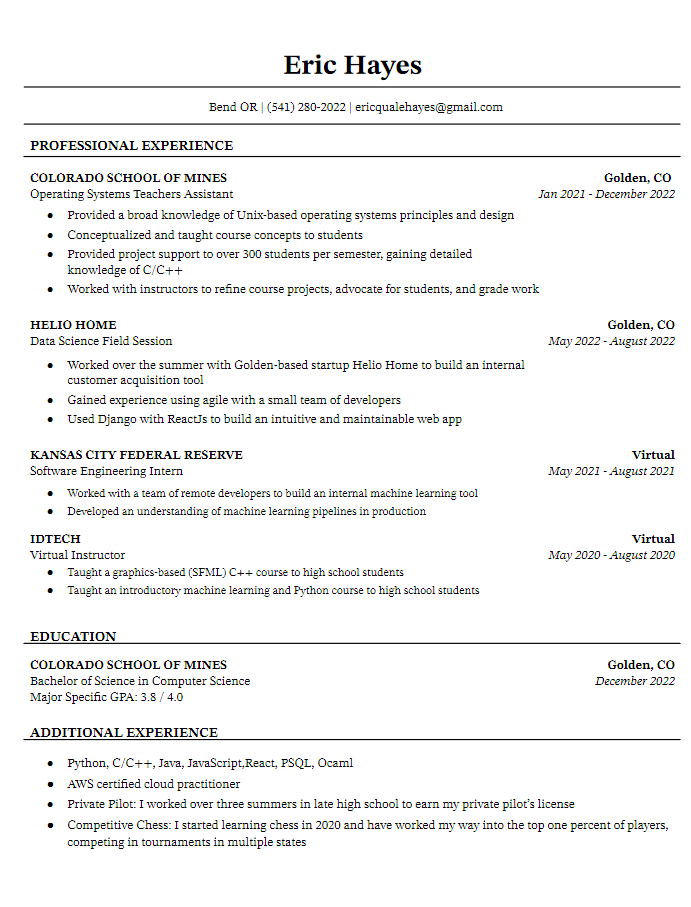 Eric Hayes
Bend OR | (541) 280-2022 | ericqualehayes@gmail.com
PROFESSIONAL EXPERIENCE
COLORADO SCHOOL OF MINES Golden, CO
Operating Systems Teachers Assistant Jan 2021 - December 2022
● Provided a broad knowledge of Unix-based operating systems principles and design
● Conceptualized and taught course concepts to students
● Provided project support to over 300 students per semester, gaining detailed
knowledge of C/C++
● Worked with instructors to refine course projects, advocate for students, and grade work
HELIO HOME Golden, CO
Data Science Field Session May 2022 - August 2022
● Worked over the summer with Golden-based startup Helio Home to build an internal
customer acquisition tool
● Gained experience using agile with a small team of developers
● Used Django with ReactJs to build an intuitive and maintainable web app
KANSAS CITY FEDERAL RESERVE Virtual
Software Engineering Intern May 2021 - August 2021
● Worked with a team of remote developers to build an internal machine learning tool
● Developed an understanding of machine learning pipelines in production
IDTECH Virtual
Virtual Instructor May 2020 - August 2020
● Taught a graphics-based (SFML) C++ course to high school students
● Taught an introductory machine learning and Python course to high school students
EDUCATION
COLORADO SCHOOL OF MINES Golden, CO
Bachelor of Science in Computer Science December 2022
Major Specific GPA: 3.8 / 4.0
ADDITIONAL EXPERIENCE
● Python, C/C++, Java, JavaScript,React, PSQL, Ocaml
● AWS certified cloud practitioner
● Private Pilot: I worked over three summers in late high school to earn my private pilot's license
● Competitive Chess: I started learning chess in 2020 and have worked my way into the top one percent of players,
competing in tournaments in multiple states